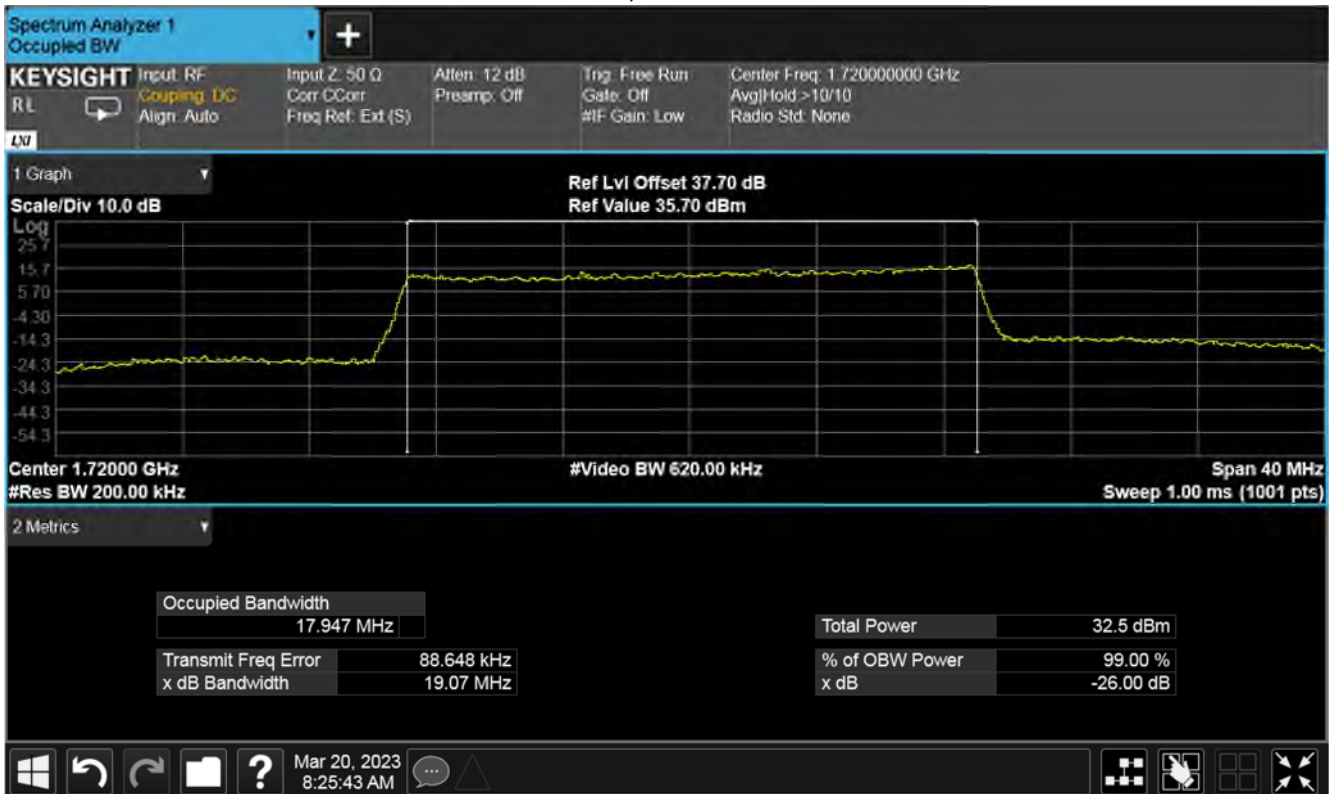 Spectrum Analyzer 1
Occupied BW
+
KEYSIGHT
RL
LXI
Input: RF
Coupling: DC
Align: Auto
Input Z: 50 Ω
Corr CCorr
Freq Ref: Ext (S)
Atten: 12 dB
Preamp: Off
Trig: Free Run
Gate: Off
#IF Gain: Low
Center Freq: 1.720000000 GHz
Avg|Hold:>10/10
Radio Std: None
1 Graph
Scale/Div 10.0 dB
Ref Lvl Offset 37.70 dB
Ref Value 35.70 dBm
Log
25.7
15.7
5.70
-4.30
-14.3
-24.3
-34.3
-44.3
-54.3
Center 1.72000 GHz
#Video BW 620.00 kHz
Span 40 MHz
#Res BW 200.00 kHz
Sweep 1.00 ms (1001 pts)
2 Metrics
Occupied Bandwidth
17.947 MHz
Total Power 32.5 dBm
Transmit Freq Error 88.648 kHz
% of OBW Power 99.00 %
x dB Bandwidth 19.07 MHz
x dB -26.00 dB
?
Mar 20, 2023
8:25:43 AM